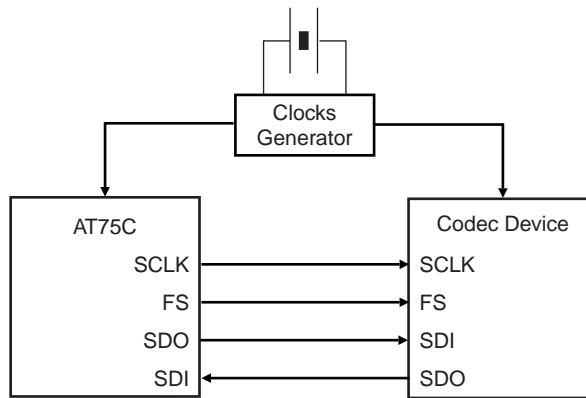 Clocks
Generator
AT75C
SCLK
FS
SDO
SDI
Codec Device
SCLK
FS
SDI
SDO